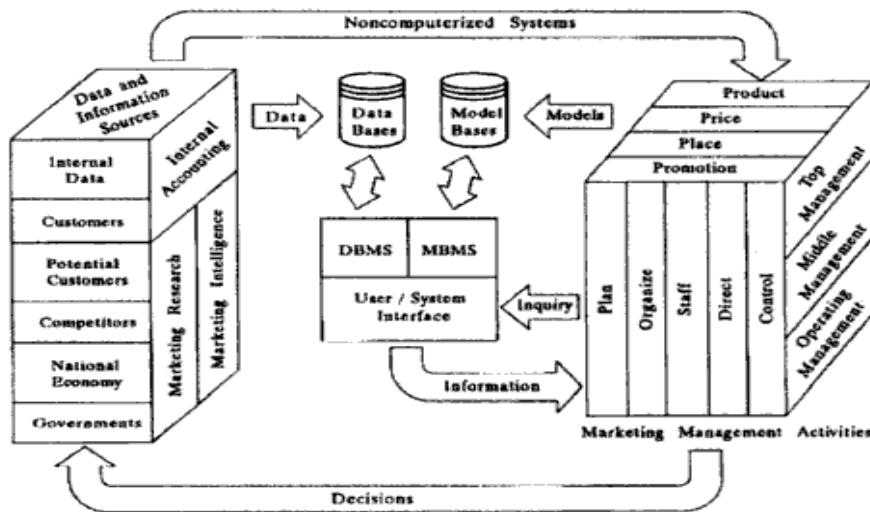 Noncomputerized Systems
Data and
Information
Sources
Internal
Accounting
Internal
Data
Customers
Potential
Customers
Competitors
National
Economy
Governments
Marketing Research
Marketing Intelligence
Data
Data
Bases
Model
Bases
Models
DBMS
MBMS
User / System
Interface
Inquiry
Information
Product
Price
Place
Promotion
Plan
Organize
Staff
Direct
Control
Top
Management
Middle
Management
Operating
Management
Marketing Management Activities
Decisions